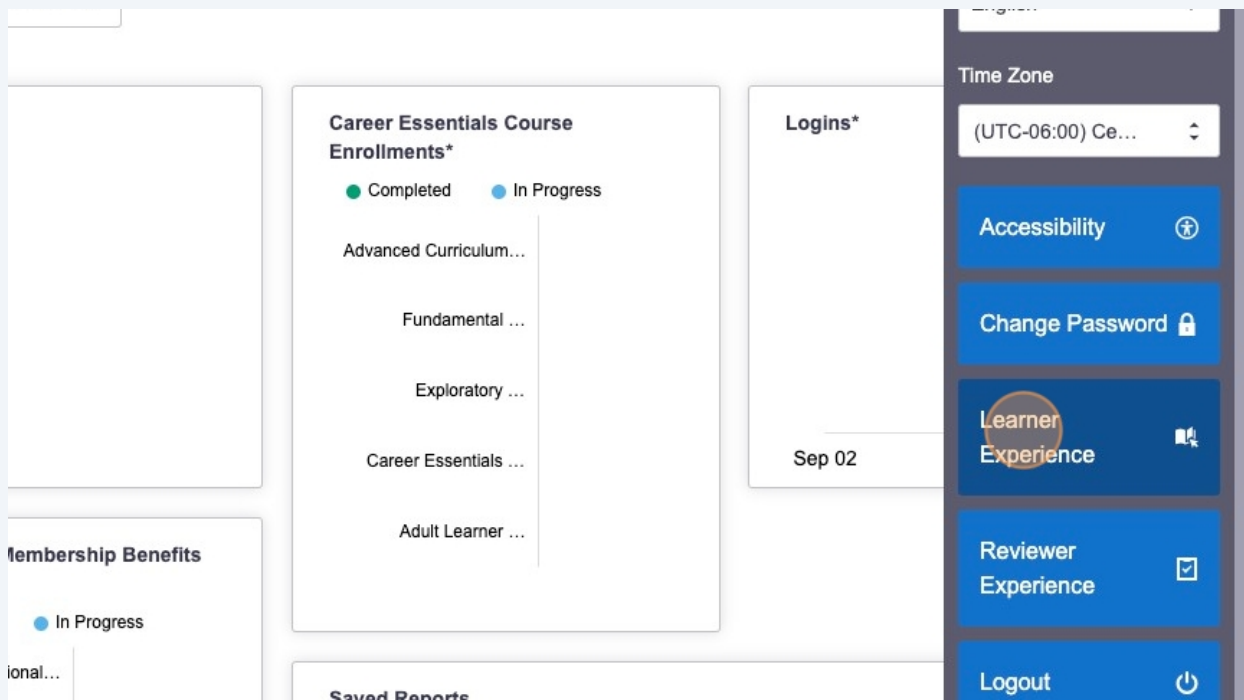 English
Time Zone
(UTC-06:00) Ce...
Career Essentials Course
Enrollments*
Completed
In Progress
Advanced Curriculum...
Fundamental ...
Exploratory ...
Career Essentials ...
Adult Learner ...
Logins*
Sep 02
Accessibility
Change Password
Learner
Experience
Reviewer
Experience
Logout
Membership Benefits
In Progress
ional...
Saved Reports